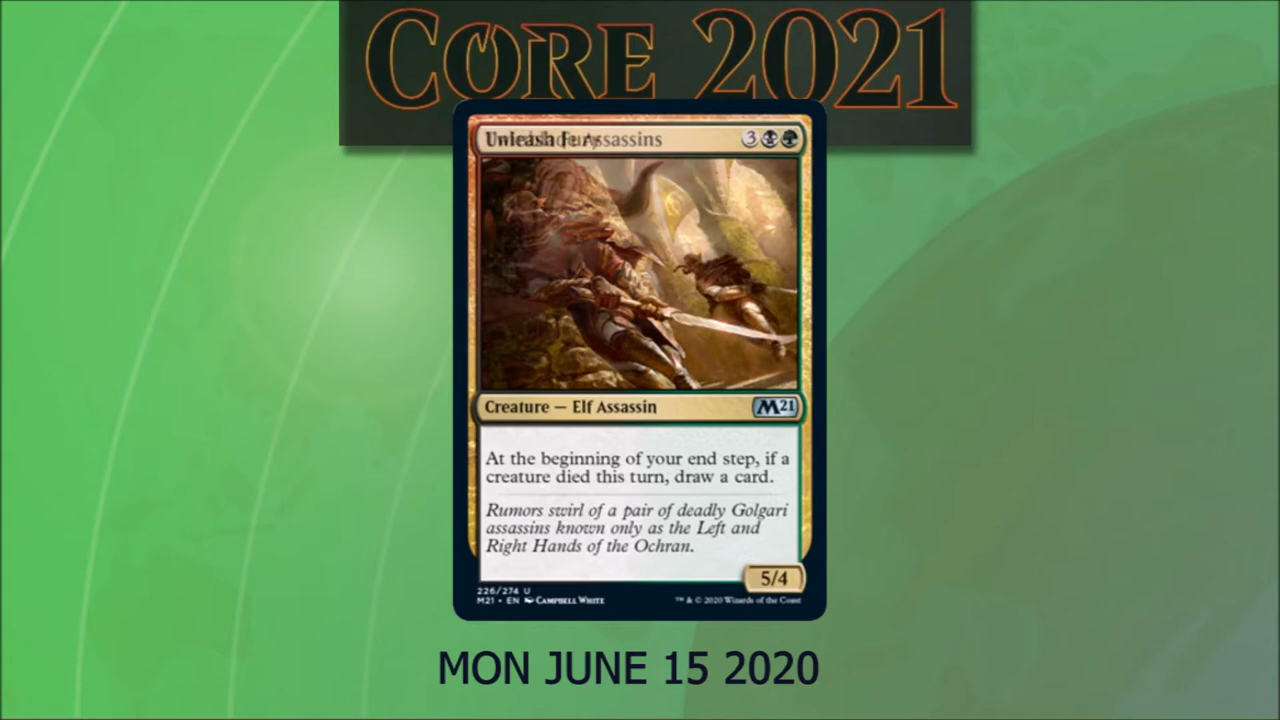 CORE 2021
Assassins 3
Creature — Elf Assassin M21
At the beginning of your end step, if a
creature died this turn, draw a card.
Rumors swirl of a pair of deadly Golgari
assassins known only as the Left and
Right Hands of the Ochran.
5/4
226/274 U
M21 • EN CAMPBELL WHITE ™ & © 2020 Wizards of the Coast
MON JUNE 15 2020